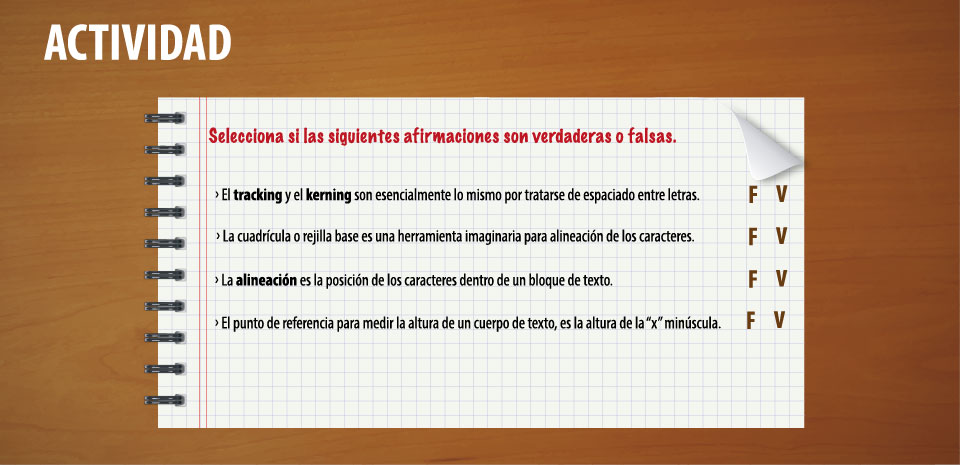 ACTIVIDAD
Selecciona si las siguientes afirmaciones son verdaderas o falsas.
› El tracking y el kerning son esencialmente lo mismo por tratarse de espaciado entre letras. F V
› La cuadrícula o rejilla base es una herramienta imaginaria para alineación de los caracteres. F V
› La alineación es la posición de los caracteres dentro de un bloque de texto. F V
› El punto de referencia para medir la altura de un cuerpo de texto, es la altura de la “x” minúscula. F V